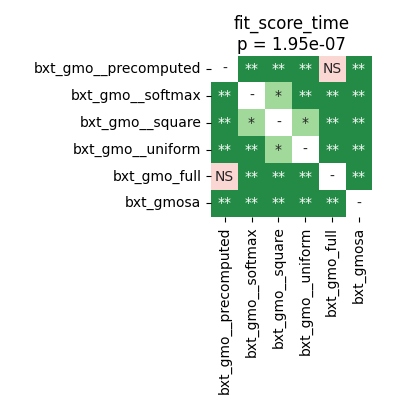 fit_score_time
p = 1.95e-07
bxt_gmo__precomputed - ** ** ** NS **
bxt_gmo__softmax ** - * ** ** **
bxt_gmo__square ** * - * ** **
bxt_gmo__uniform ** ** * - ** **
bxt_gmo_full NS ** ** ** - **
bxt_gmosa ** ** ** ** ** -
bxt_gmo__precomputed
bxt_gmo__softmax
bxt_gmo__square
bxt_gmo__uniform
bxt_gmo_full
bxt_gmosa